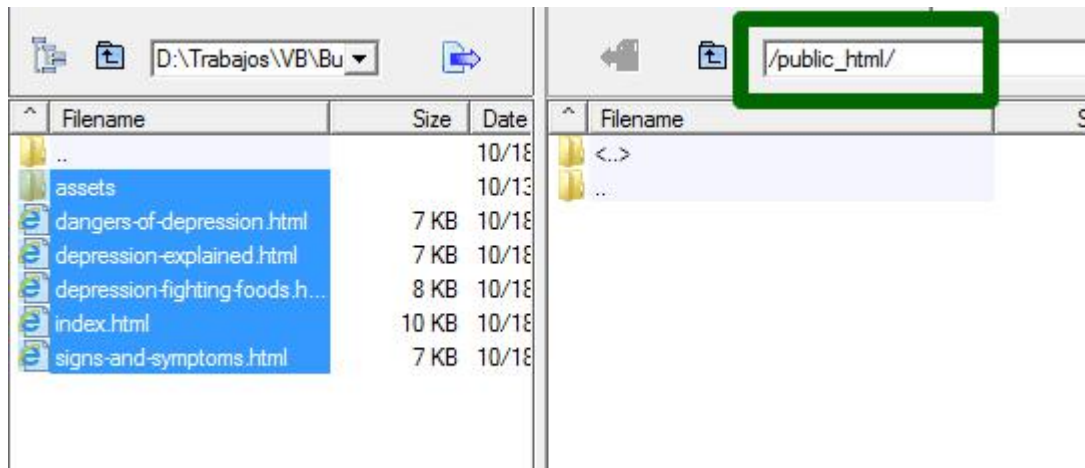 D:\Trabajos\VB\Bu /public_html/
^ Filename Size Date ^ Filename S
.. 10/18 <..>
assets 10/13 ..
dangers-of-depression.html 7 KB 10/18
depression-explained.html 7 KB 10/18
depression-fighting-foods.h... 8 KB 10/18
index.html 10 KB 10/18
signs-and-symptoms.html 7 KB 10/18